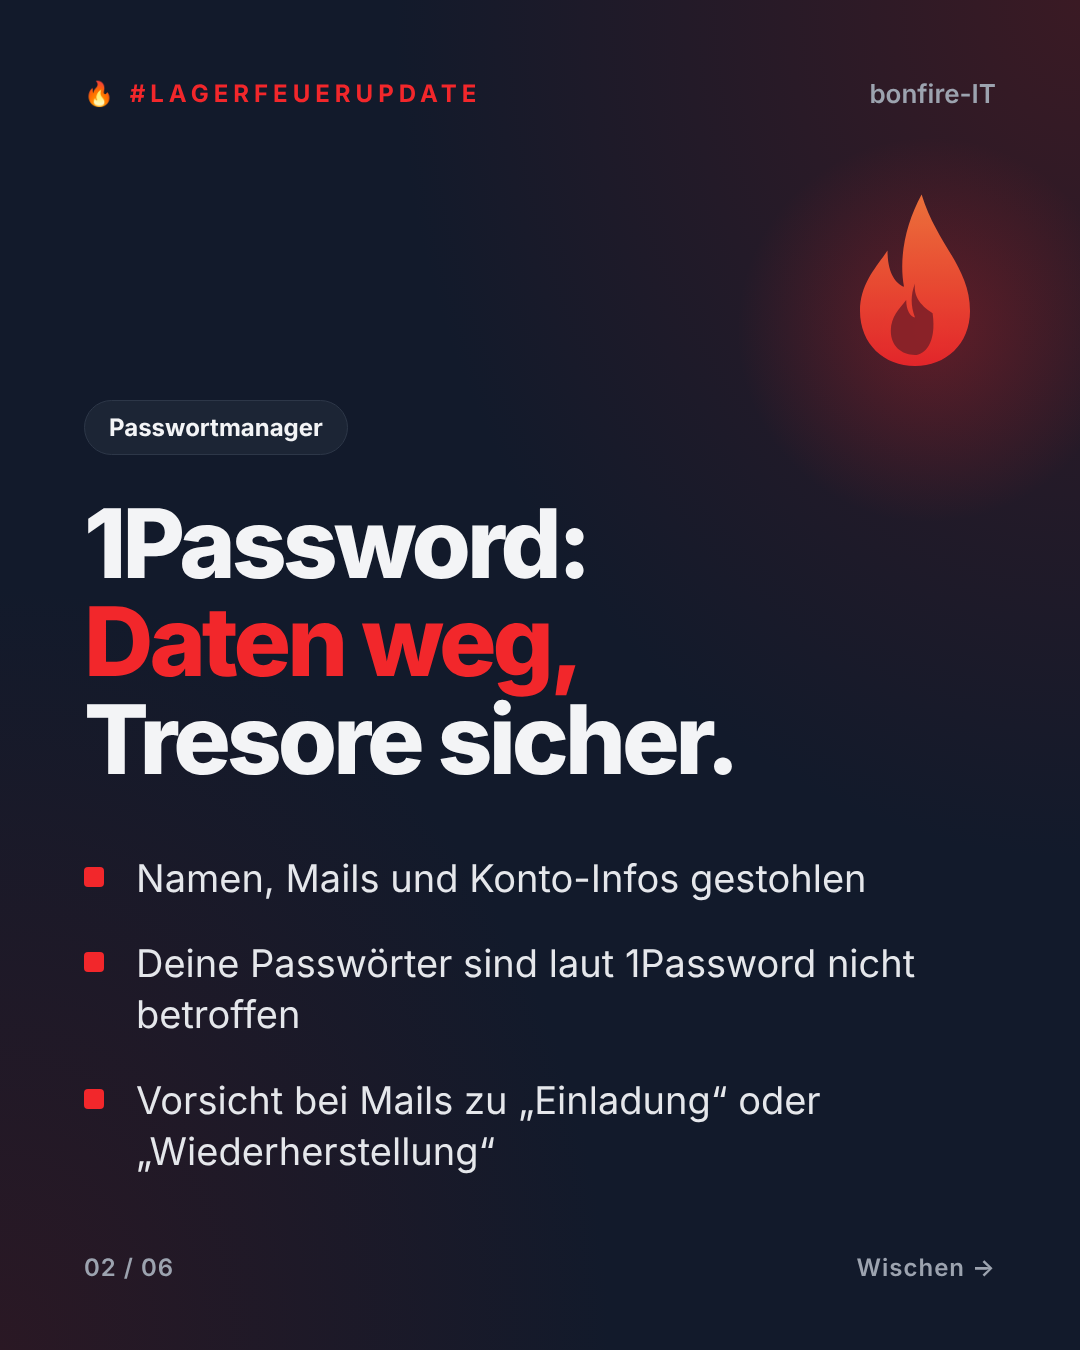 🔥 #LAGERFEUERUPDATE
bonfire-IT
Passwortmanager
1Password:
Daten weg,
Tresore sicher.
Namen, Mails und Konto-Infos gestohlen
Deine Passwörter sind laut 1Password nicht
betroffen
Vorsicht bei Mails zu „Einladung“ oder
„Wiederherstellung“
02 / 06
Wischen →